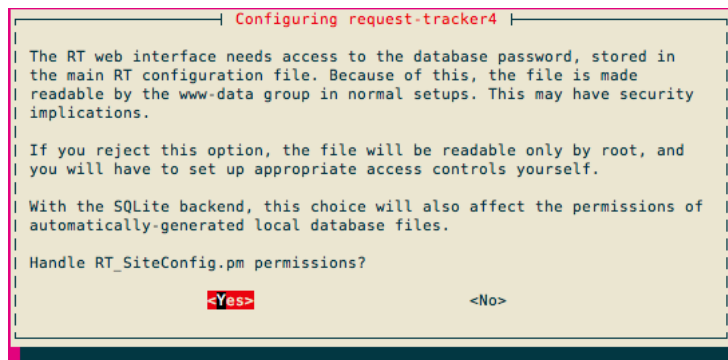 Configuring request-tracker4
The RT web interface needs access to the database password, stored in
the main RT configuration file. Because of this, the file is made
readable by the www-data group in normal setups. This may have security
implications.
If you reject this option, the file will be readable only by root, and
you will have to set up appropriate access controls yourself.
With the SQLite backend, this choice will also affect the permissions of
automatically-generated local database files.
Handle RT_SiteConfig.pm permissions?
<Yes> <No>